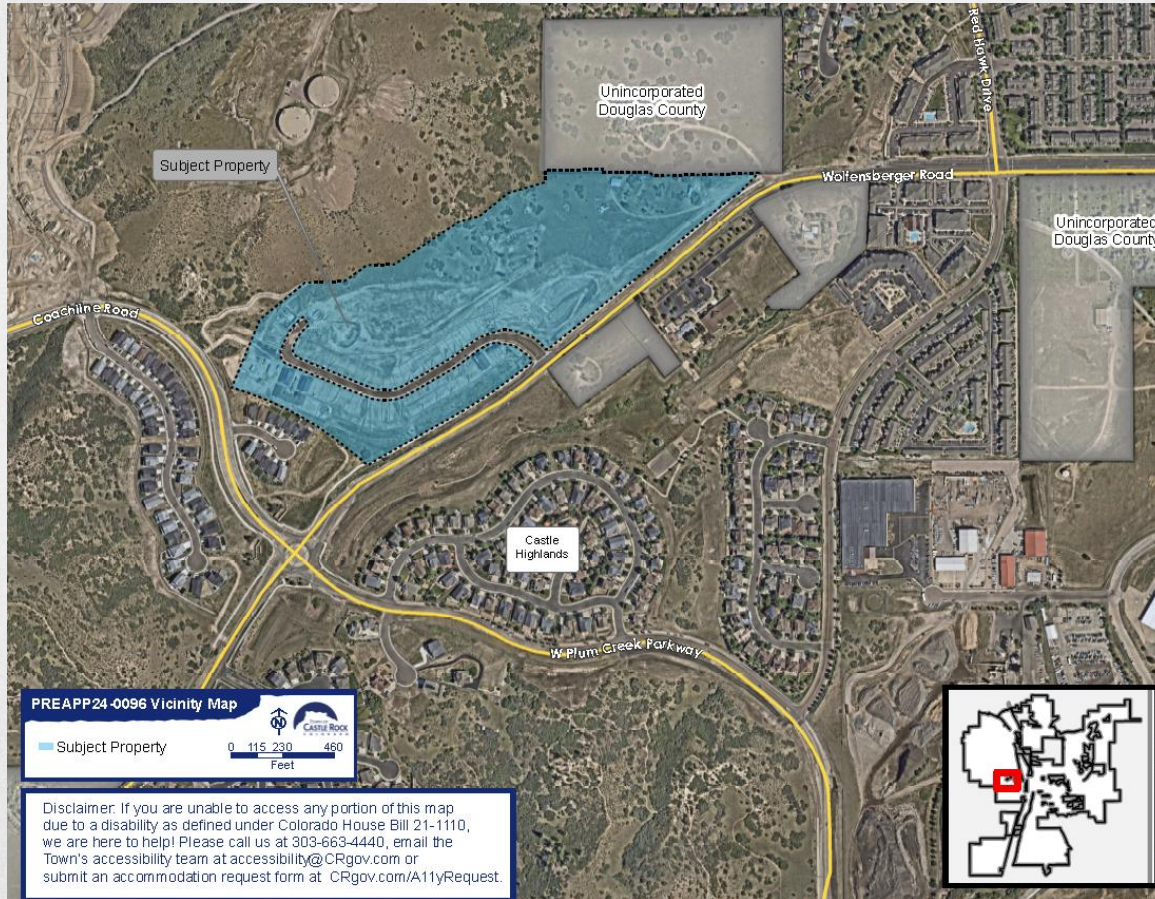 Unincorporated
Douglas County
Red Hawk Drive
Subject Property
Wolfensberger Road
Unincorporated
Douglas County
Coachline Road
Castle
Highlands
W Plum Creek Parkway
PREAPP24-0096 Vicinity Map
N
TOWN OF
CASTLE ROCK
COLORADO
Subject Property
0 115 230 460
Feet
Disclaimer: If you are unable to access any portion of this map
due to a disability as defined under Colorado House Bill 21-1110,
we are here to help! Please call us at 303-663-4440, email the
Town's accessibility team at accessibility@CRgov.com or
submit an accommodation request form at CRgov.com/A11yRequest.